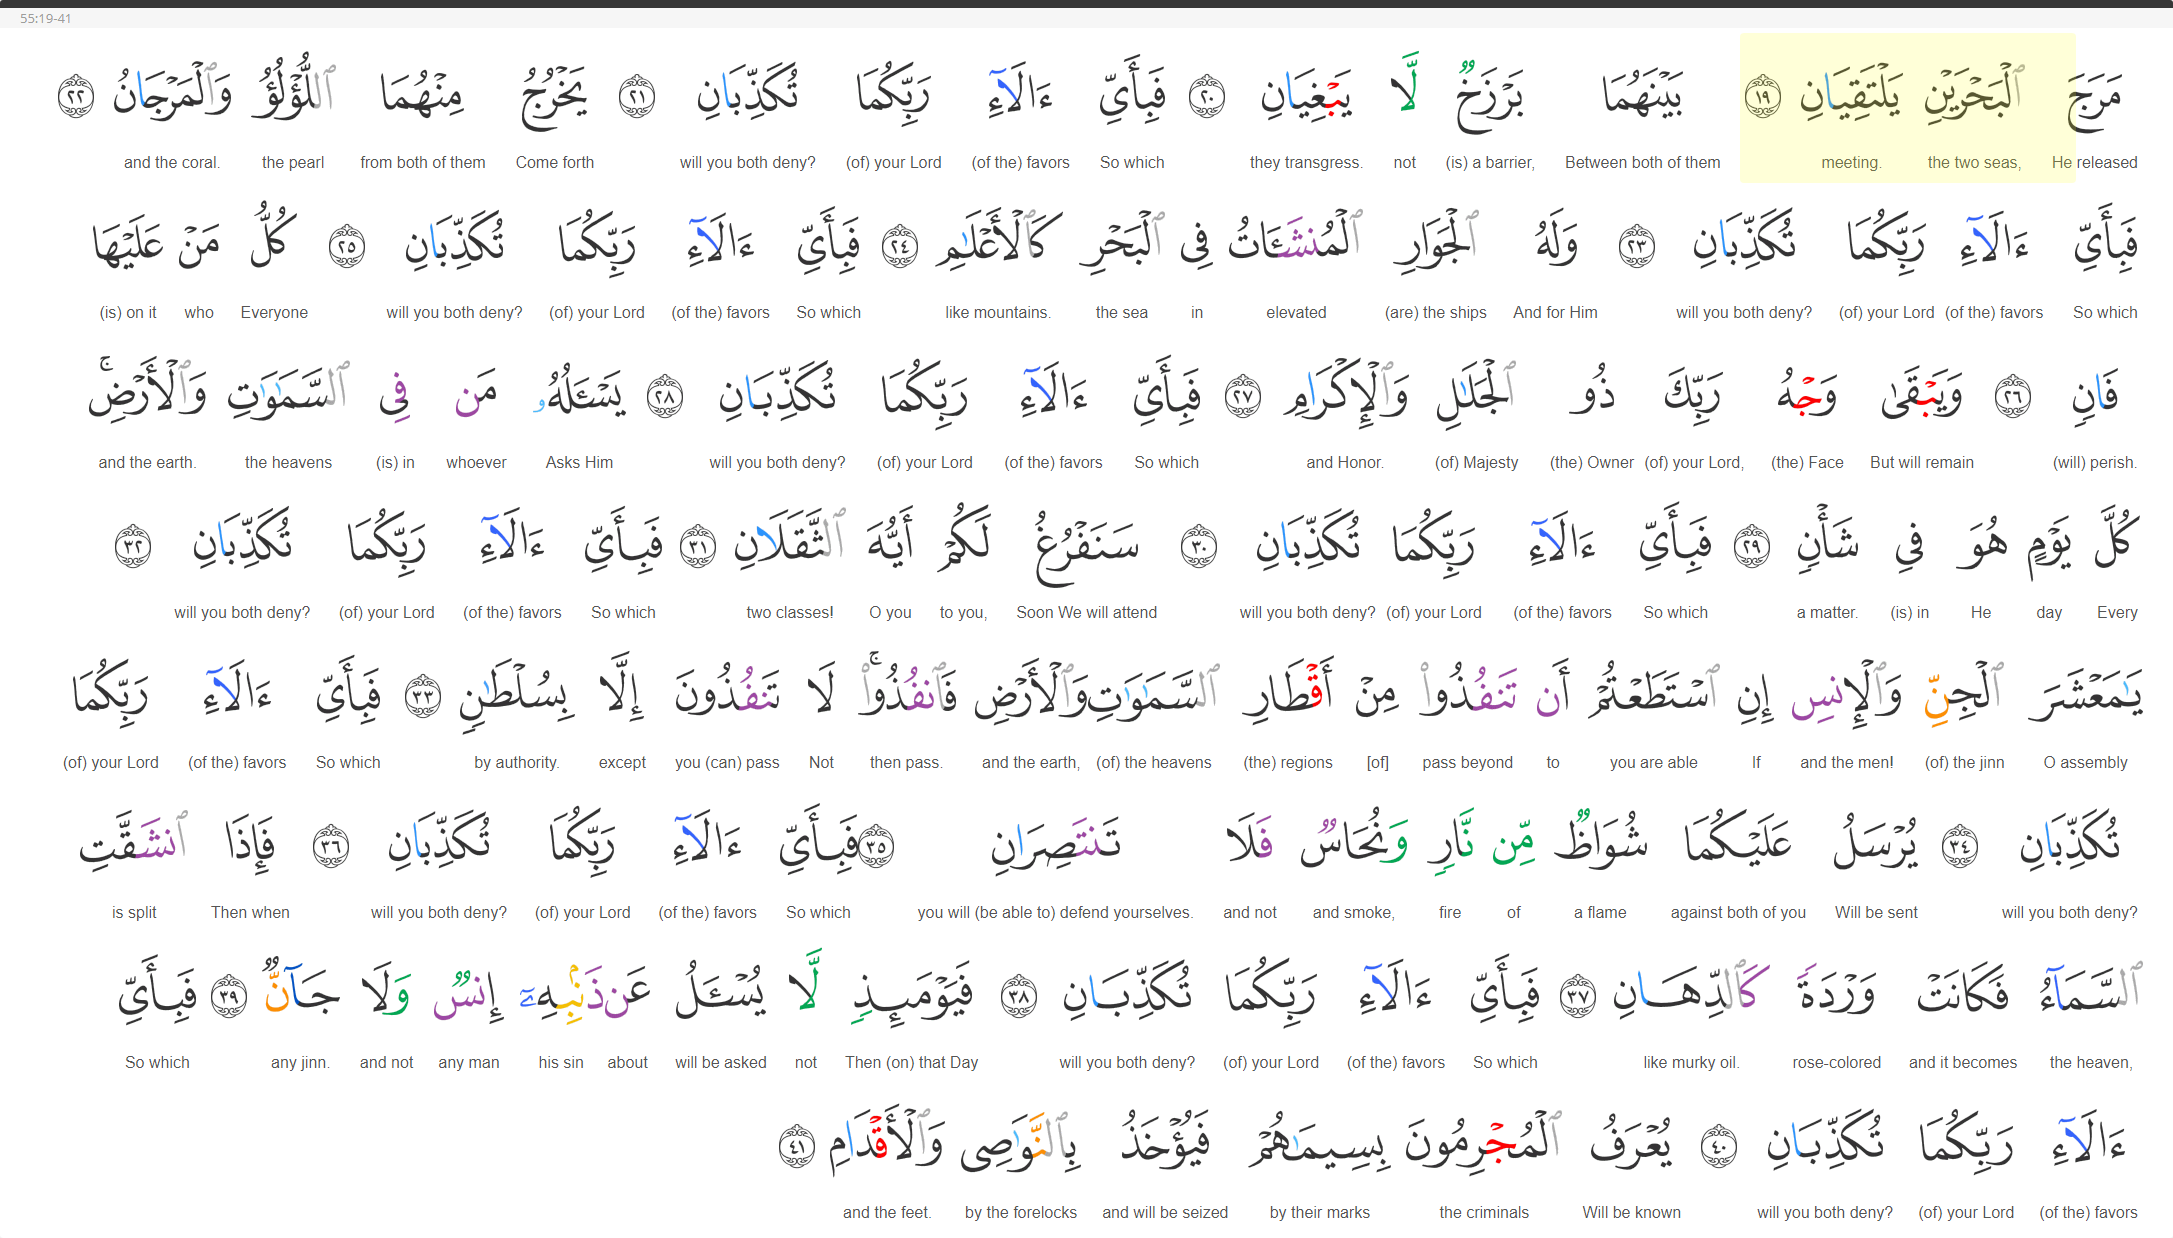 55:19-41
مَرَجَ ٱلْبَحْرَيْنِ يَلْتَقِيَانِ ١٩ بَيْنَهُمَا بَرْزَخٌ لَّا يَبْغِيَانِ ٢٠ فَبِأَىِّ ءَالَآءِ رَبِّكُمَا تُكَذِّبَانِ ٢١ يَخْرُجُ مِنْهُمَا ٱللُّؤْلُؤُ وَٱلْمَرْجَانُ ٢٢
He released the two seas, meeting. Between both of them (is) a barrier, not they transgress. So which (of the) favors (of) your Lord will you both deny? Come forth from both of them the pearl and the coral.
فَبِأَىِّ ءَالَآءِ رَبِّكُمَا تُكَذِّبَانِ ٢٣ وَلَهُ ٱلْجَوَارِ ٱلْمُنشَـَٔاتُ فِى ٱلْبَحْرِ كَٱلْأَعْلَـٰمِ ٢٤ فَبِأَىِّ ءَالَآءِ رَبِّكُمَا تُكَذِّبَانِ ٢٥ كُلُّ مَنْ عَلَيْهَا
So which (of the) favors (of) your Lord will you both deny? And for Him (are) the ships elevated in the sea like mountains. So which (of the) favors (of) your Lord will you both deny? Everyone who (is) on it
فَانٍ ٢٦ وَيَبْقَىٰ وَجْهُ رَبِّكَ ذُو ٱلْجَلَـٰلِ وَٱلْإِكْرَامِ ٢٧ فَبِأَىِّ ءَالَآءِ رَبِّكُمَا تُكَذِّبَانِ ٢٨ يَسْـَٔلُهُۥ مَن فِى ٱلسَّمَـٰوَٰتِ وَٱلْأَرْضِ ۚ
(will) perish. But will remain (the) Face (of) your Lord, (the) Owner (of) Majesty and Honor. So which (of the) favors (of) your Lord will you both deny? Asks Him whoever (is) in the heavens and the earth.
كُلَّ يَوْمٍ هُوَ فِى شَأْنٍ ٢٩ فَبِأَىِّ ءَالَآءِ رَبِّكُمَا تُكَذِّبَانِ ٣٠ سَنَفْرُغُ لَكُمْ أَيُّهَ ٱلثَّقَلَانِ ٣١ فَبِأَىِّ ءَالَآءِ رَبِّكُمَا تُكَذِّبَانِ ٣٢
Every day He (is) in a matter. So which (of the) favors (of) your Lord will you both deny? Soon We will attend to you, O you two classes! So which (of the) favors (of) your Lord will you both deny?
يَـٰمَعْشَرَ ٱلْجِنِّ وَٱلْإِنسِ إِنِ ٱسْتَطَعْتُمْ أَن تَنفُذُوا۟ مِنْ أَقْطَارِ ٱلسَّمَـٰوَٰتِ وَٱلْأَرْضِ فَٱنفُذُوا۟ ۚ لَا تَنفُذُونَ إِلَّا بِسُلْطَـٰنٍ ٣٣ فَبِأَىِّ ءَالَآءِ رَبِّكُمَا
O assembly (of) the jinn and the men! If you are able to pass beyond [of] (the) regions (of) the heavens and the earth, then pass. Not you (can) pass except by authority. So which (of the) favors (of) your Lord
تُكَذِّبَانِ ٣٤ يُرْسَلُ عَلَيْكُمَا شُوَاظٌ مِّن نَّارٍ وَنُحَاسٌ فَلَا تَنتَصِرَانِ ٣٥ فَبِأَىِّ ءَالَآءِ رَبِّكُمَا تُكَذِّبَانِ ٣٦ فَإِذَا ٱنشَقَّتِ
will you both deny? Will be sent against both of you a flame of fire and smoke, and not you will (be able to) defend yourselves. So which (of the) favors (of) your Lord will you both deny? Then when is split
ٱلسَّمَآءُ فَكَانَتْ وَرْدَةً كَٱلدِّهَانِ ٣٧ فَبِأَىِّ ءَالَآءِ رَبِّكُمَا تُكَذِّبَانِ ٣٨ فَيَوْمَئِذٍ لَّا يُسْـَٔلُ عَن ذَنۢبِهِۦٓ إِنسٌ وَلَا جَآنٌّ ٣٩ فَبِأَىِّ
the heaven, and it becomes rose-colored like murky oil. So which (of the) favors (of) your Lord will you both deny? Then (on) that Day not will be asked about his sin any man and not any jinn. So which
ءَالَآءِ رَبِّكُمَا تُكَذِّبَانِ ٤٠ يُعْرَفُ ٱلْمُجْرِمُونَ بِسِيمَـٰهُمْ فَيُؤْخَذُ بِٱلنَّوَٰصِى وَٱلْأَقْدَامِ ٤١
(of the) favors (of) your Lord will you both deny? Will be known the criminals by their marks and will be seized by the forelocks and the feet.